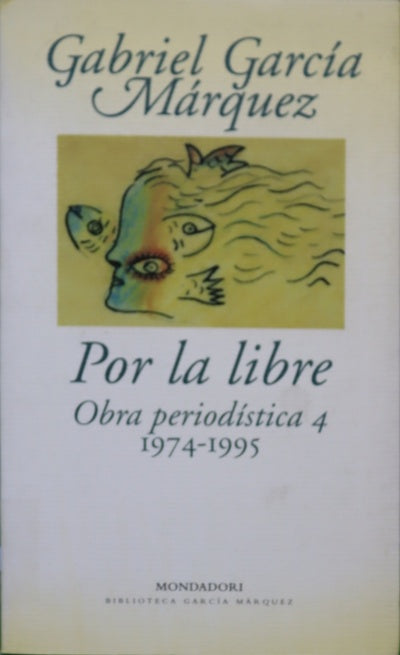 Gabriel García
Márquez
Por la libre
Obra periodística 4
1974-1995
MONDADORI
BIBLIOTECA GARCÍA MÁRQUEZ